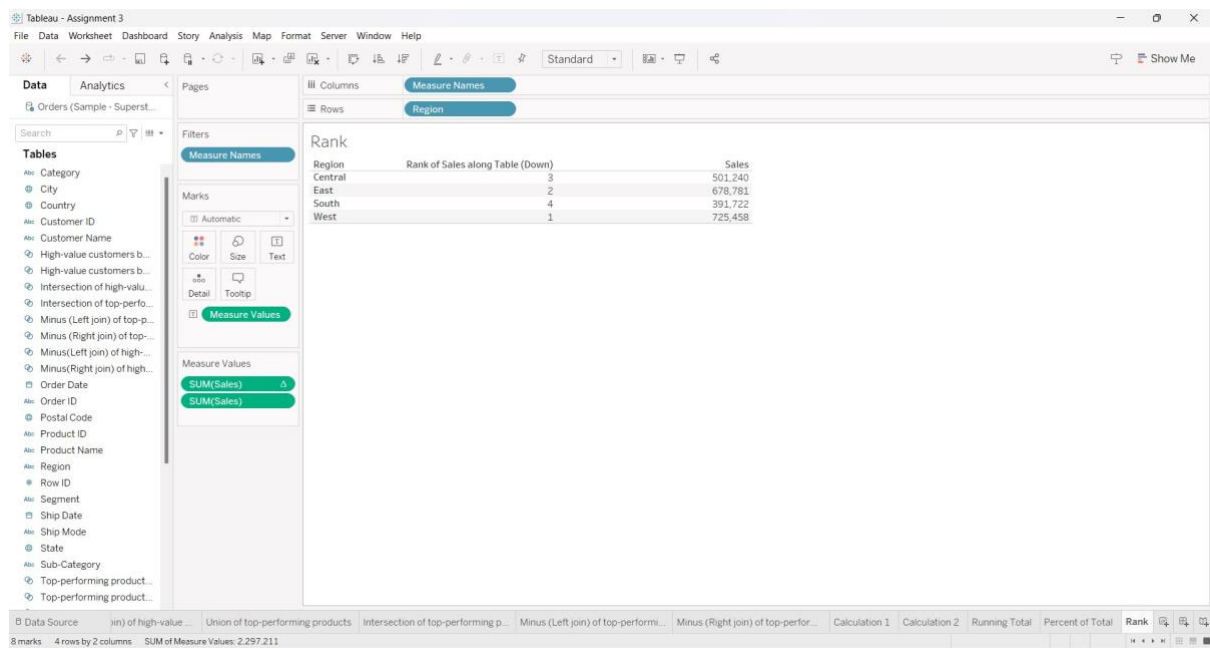 Tableau - Assignment 3
File Data Worksheet Dashboard Story Analysis Map Format Server Window Help
Standard
Show Me
Data Analytics
Orders (Sample - Superst...
Search
Tables
Abc Category
City
Country
Abc Customer ID
Abc Customer Name
High-value customers b...
High-value customers b...
Intersection of high-valu...
Intersection of top-perfo...
Minus (Left join) of top-p...
Minus (Right join) of top-...
Minus(Left join) of high-...
Minus(Right join) of high...
Order Date
Abc Order ID
Postal Code
Abc Product ID
Abc Product Name
Abc Region
Row ID
Abc Segment
Ship Date
Abc Ship Mode
State
Abc Sub-Category
Top-performing product...
Top-performing product...
Pages
Filters
Measure Names
Marks
Automatic
Color Size Text
Detail Tooltip
Measure Values
Measure Values
SUM(Sales) Δ
SUM(Sales)
Columns Measure Names
Rows Region
Rank
Region Rank of Sales along Table (Down) Sales
Central 3 501,240
East 2 678,781
South 4 391,722
West 1 725,458
Data Source oin) of high-value ... Union of top-performing products Intersection of top-performing p... Minus (Left join) of top-performi... Minus (Right join) of top-perfor... Calculation 1 Calculation 2 Running Total Percent of Total Rank
8 marks 4 rows by 2 columns SUM of Measure Values: 2,297,211